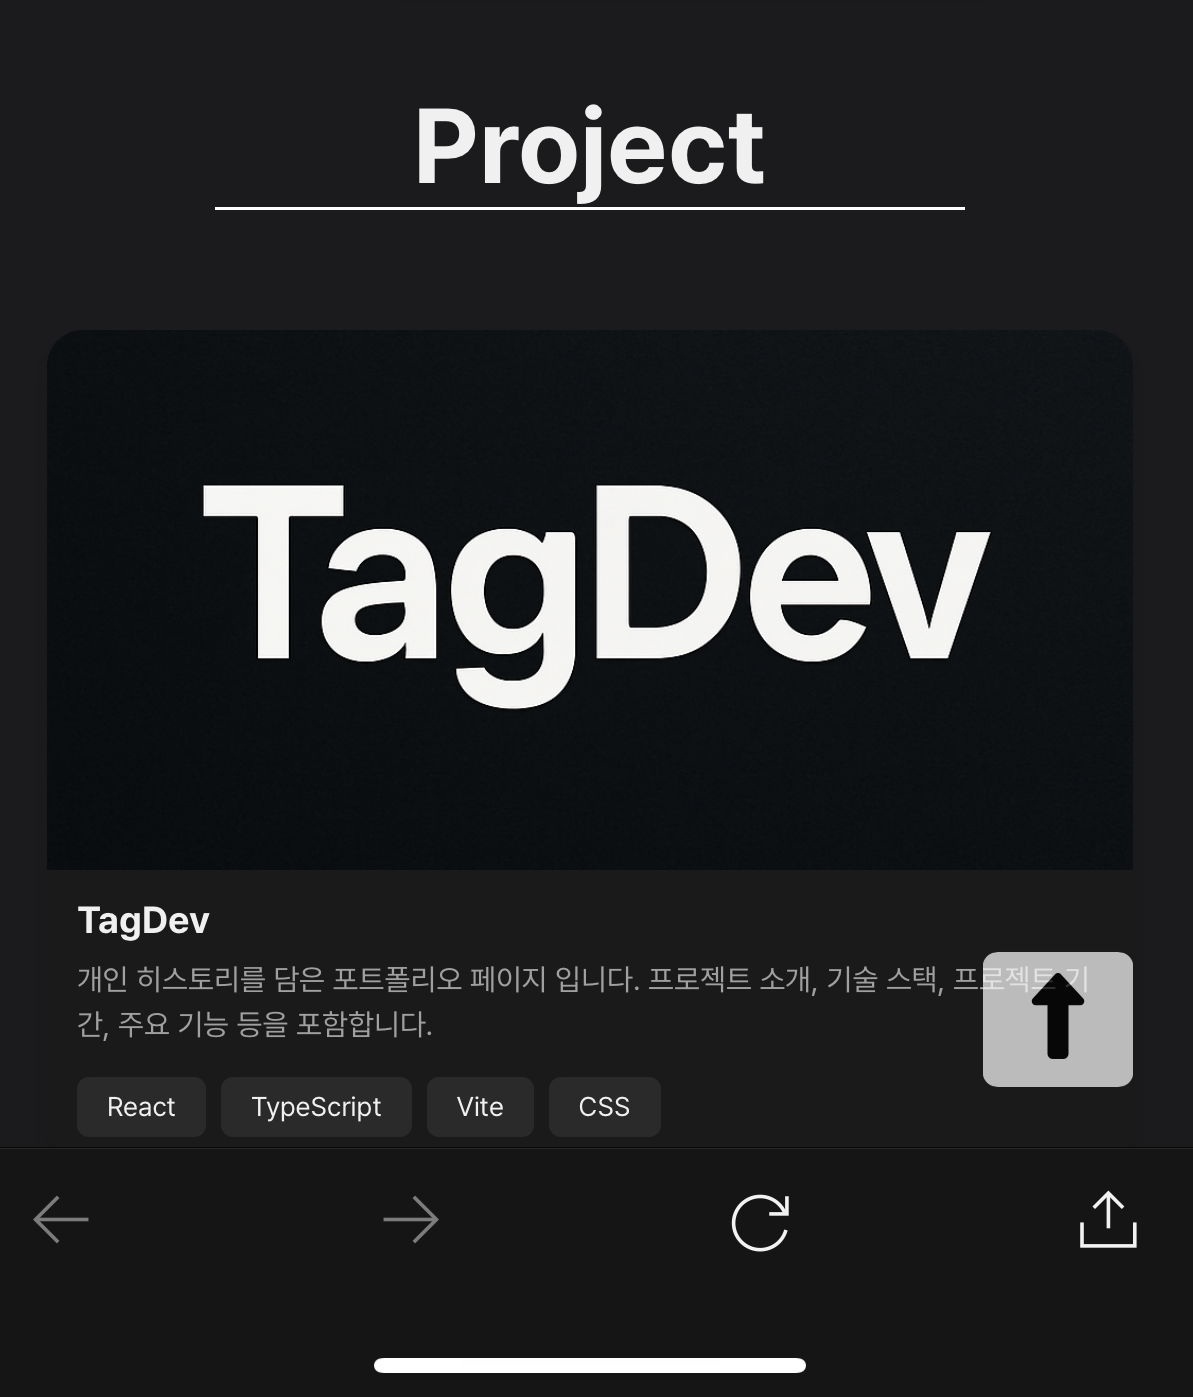 Project
TagDev
TagDev
개인 히스토리를 담은 포트폴리오 페이지 입니다. 프로젝트 소개, 기술 스택, 프로젝트 기
간, 주요 기능 등을 포함합니다.
React TypeScript Vite CSS